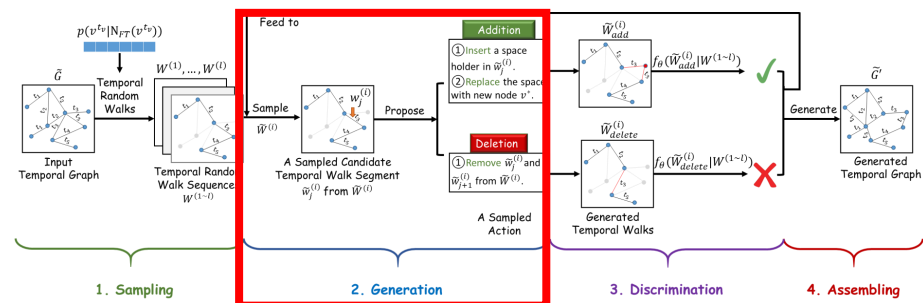 p(v^{t_v}|N_{FT}(v^{t_v}))
G̃
Temporal
Random
Walks
Input
Temporal Graph
W^{(1)}, ..., W^{(l)}
Temporal Rando
Walk Sequence
W^{(1~l)}
Feed to
Sample
W̃^{(i)}
w_j^{(i)}
A Sampled Candidate
Temporal Walk Segment
w̃_j^{(i)} from W̃^{(i)}
Propose
Addition
① Insert a space
holder in w̃_j^{(i)}.
② Replace the space
with new node v*.
Deletion
① Remove w̃_j^{(i)} and
w̃_{j+1}^{(i)} from W̃^{(i)}.
A Sampled
Action
W̃_{add}^{(i)}
f_θ(W̃_{add}^{(i)}|W^{(1~l)})
W̃_{delete}^{(i)}
f_θ(W̃_{delete}^{(i)}|W^{(1~l)})
Generated
Temporal Walks
Generate
G̃'
Generated
Temporal Graph
1. Sampling
2. Generation
3. Discrimination
4. Assembling